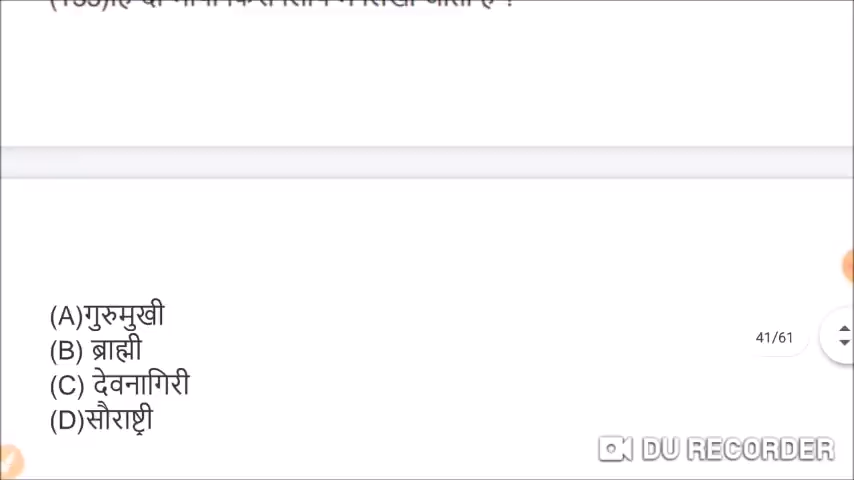 (A)गुरुमुखी
(B) ब्राह्मी
(C) देवनागिरी
(D)सौराष्ट्री
41/61
DU RECORDER